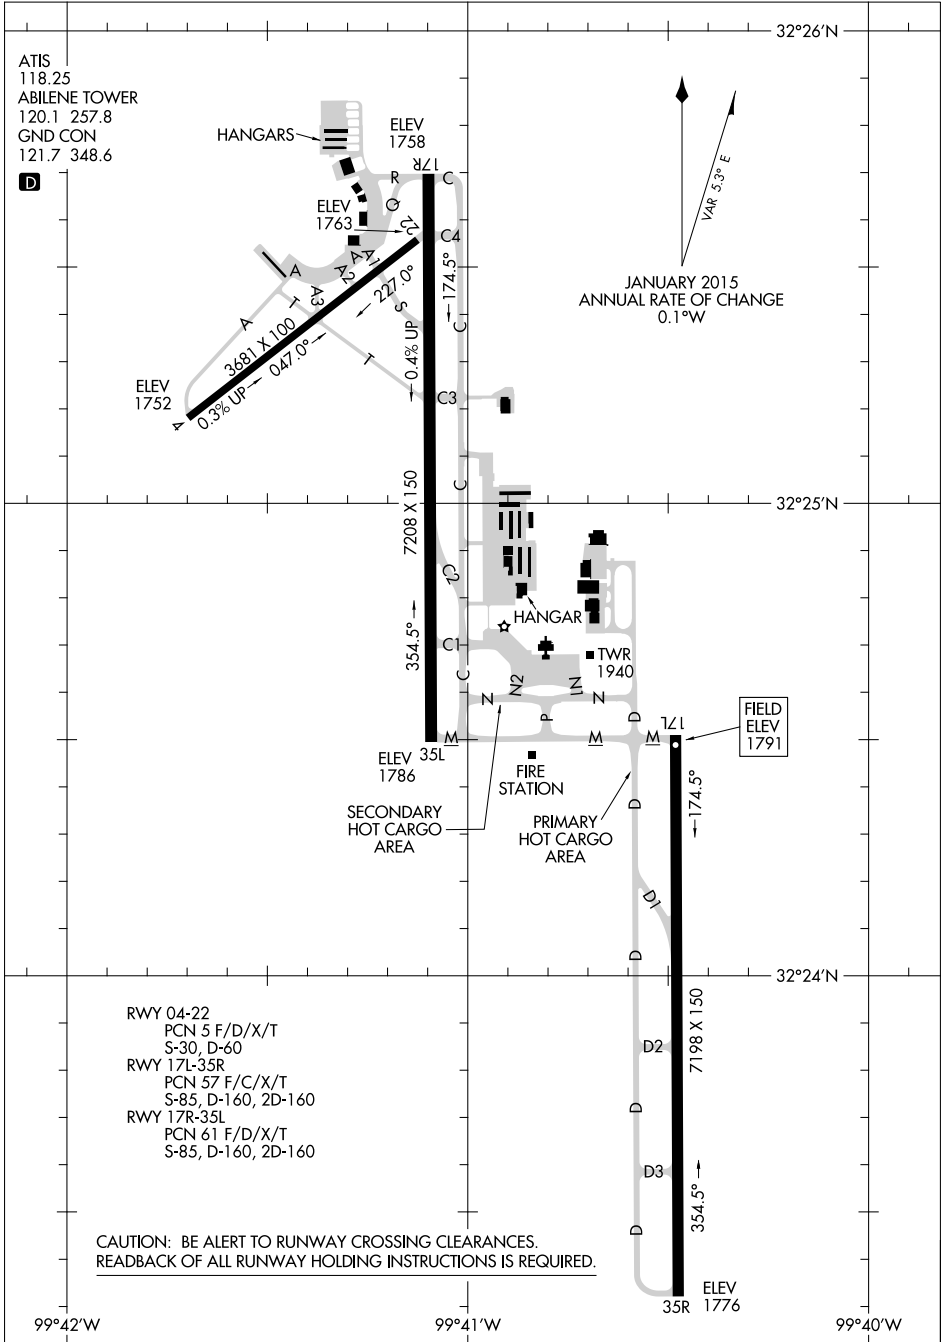 32°26'N
ATIS
118.25
ABILENE TOWER
120.1 257.8
GND CON
121.7 348.6
D
HANGARS
ELEV
1758
17R
R
C
Q
ELEV
1763
22
C4
VAR 5.3° E
JANUARY 2015
ANNUAL RATE OF CHANGE
0.1°W
A
A1
A2
A
A3
T
S
227.0°
174.5°
C
A
3681 X 100
047.0°
0.3% UP
T
0.4% UP
ELEV
1752
4
C3
7208 X 150
C
32°25'N
C2
HANGAR
354.5°
C1
TWR
1940
C
N
N2
N1
N
P
D
17L
FIELD
ELEV
1791
M
M
M
35L
ELEV
1786
FIRE
STATION
SECONDARY
HOT CARGO
AREA
PRIMARY
HOT CARGO
AREA
D
174.5°
D1
D
32°24'N
RWY 04-22
PCN 5 F/D/X/T
S-30, D-60
RWY 17L-35R
PCN 57 F/C/X/T
S-85, D-160, 2D-160
RWY 17R-35L
PCN 61 F/D/X/T
S-85, D-160, 2D-160
D2
7198 X 150
D
D3
354.5°
D
CAUTION: BE ALERT TO RUNWAY CROSSING CLEARANCES.
READBACK OF ALL RUNWAY HOLDING INSTRUCTIONS IS REQUIRED.
35R
ELEV
1776
99°42'W
99°41'W
99°40'W